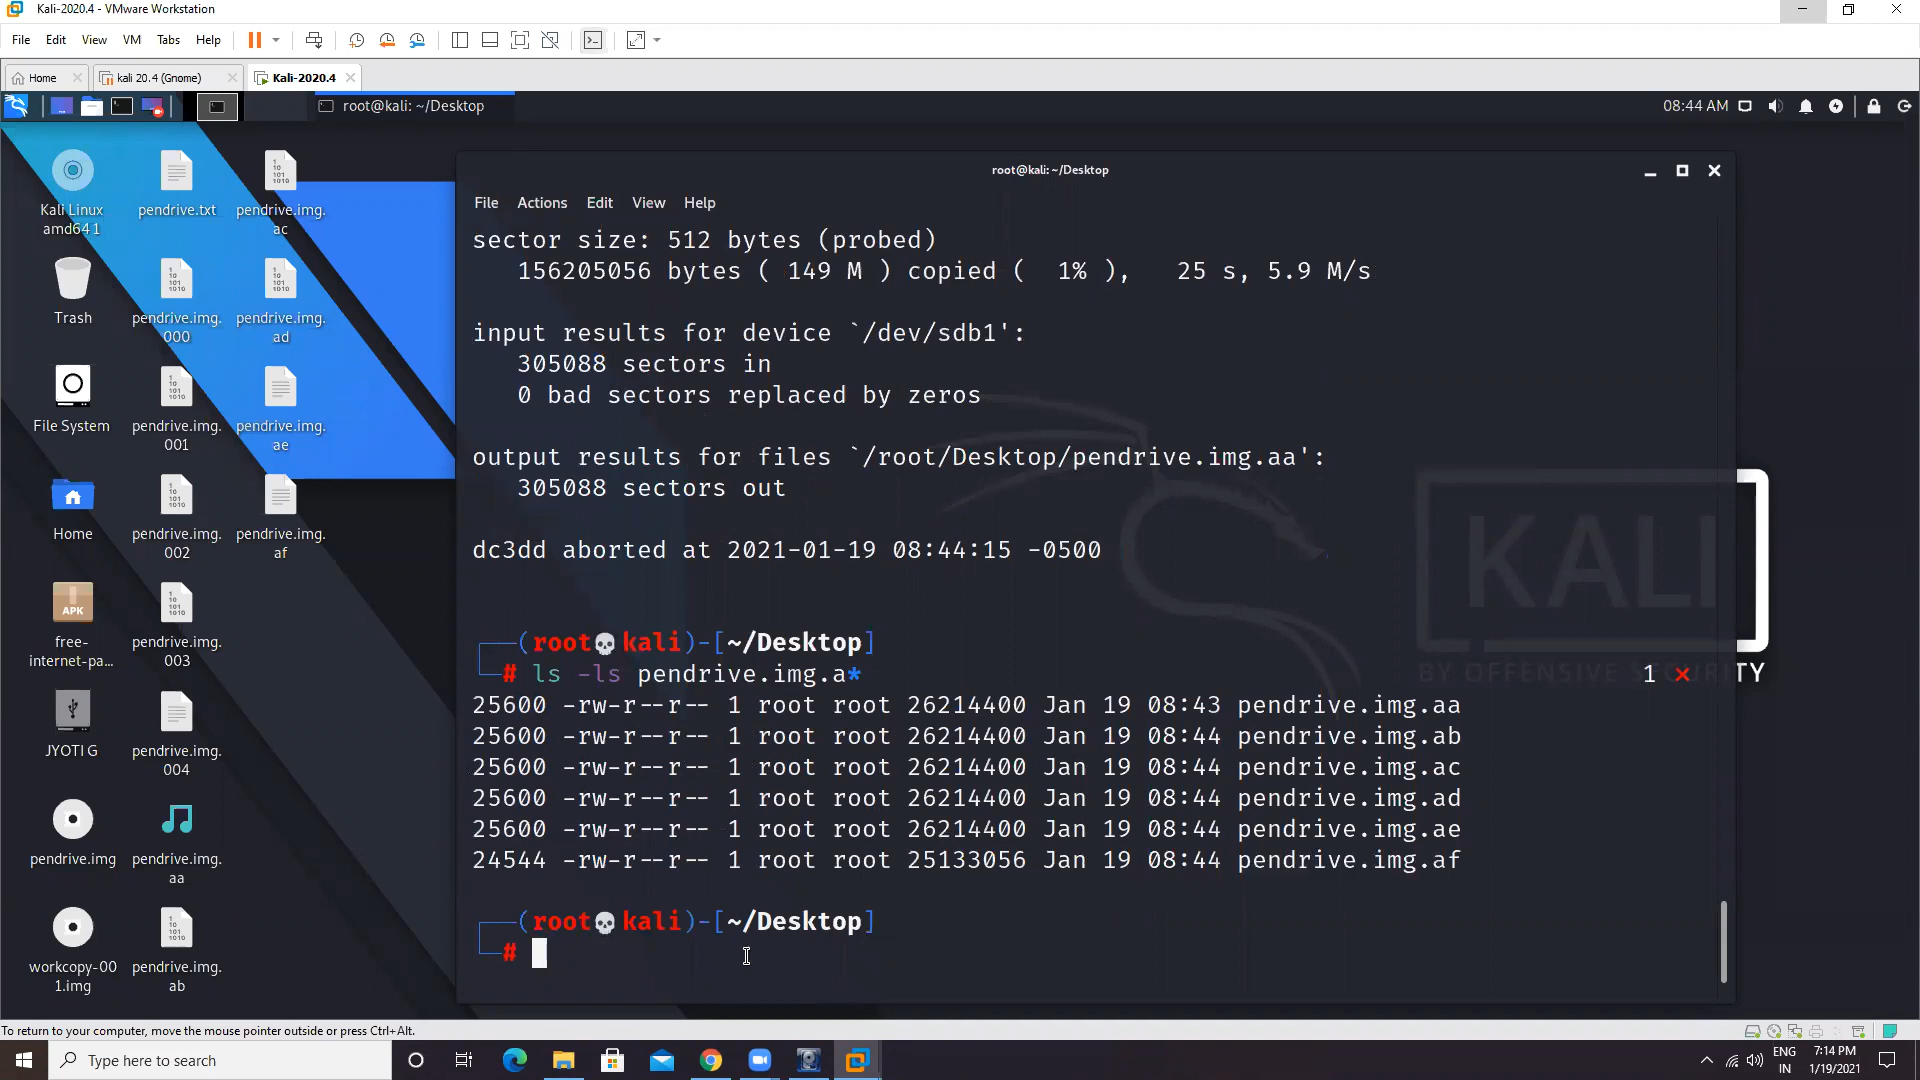 Kali-2020.4 - VMware Workstation
File Edit View VM Tabs Help
Home kali 20.4 (Gnome) Kali-2020.4
root@kali: ~/Desktop 08:44 AM
root@kali: ~/Desktop
File Actions Edit View Help
Kali Linux
amd64 1
pendrive.txt
pendrive.img.
ac
Trash
pendrive.img.
000
pendrive.img.
ad
File System
pendrive.img.
001
pendrive.img.
ae
Home
pendrive.img.
002
pendrive.img.
af
APK
free-
internet-pa...
pendrive.img.
003
JYOTI G
pendrive.img.
004
pendrive.img
pendrive.img.
aa
workcopy-00
1.img
pendrive.img.
ab
sector size: 512 bytes (probed)
156205056 bytes ( 149 M ) copied ( 1% ), 25 s, 5.9 M/s
input results for device `/dev/sdb1':
305088 sectors in
0 bad sectors replaced by zeros
output results for files `/root/Desktop/pendrive.img.aa':
305088 sectors out
dc3dd aborted at 2021-01-19 08:44:15 -0500
KALI
BY OFFENSIVE SECURITY
(root💀kali)-[~/Desktop]
# ls -ls pendrive.img.a* 1 ⨯
25600 -rw-r--r-- 1 root root 26214400 Jan 19 08:43 pendrive.img.aa
25600 -rw-r--r-- 1 root root 26214400 Jan 19 08:44 pendrive.img.ab
25600 -rw-r--r-- 1 root root 26214400 Jan 19 08:44 pendrive.img.ac
25600 -rw-r--r-- 1 root root 26214400 Jan 19 08:44 pendrive.img.ad
25600 -rw-r--r-- 1 root root 26214400 Jan 19 08:44 pendrive.img.ae
24544 -rw-r--r-- 1 root root 25133056 Jan 19 08:44 pendrive.img.af
(root💀kali)-[~/Desktop]
#
To return to your computer, move the mouse pointer outside or press Ctrl+Alt.
Type here to search
ENG
IN
7:14 PM
1/19/2021